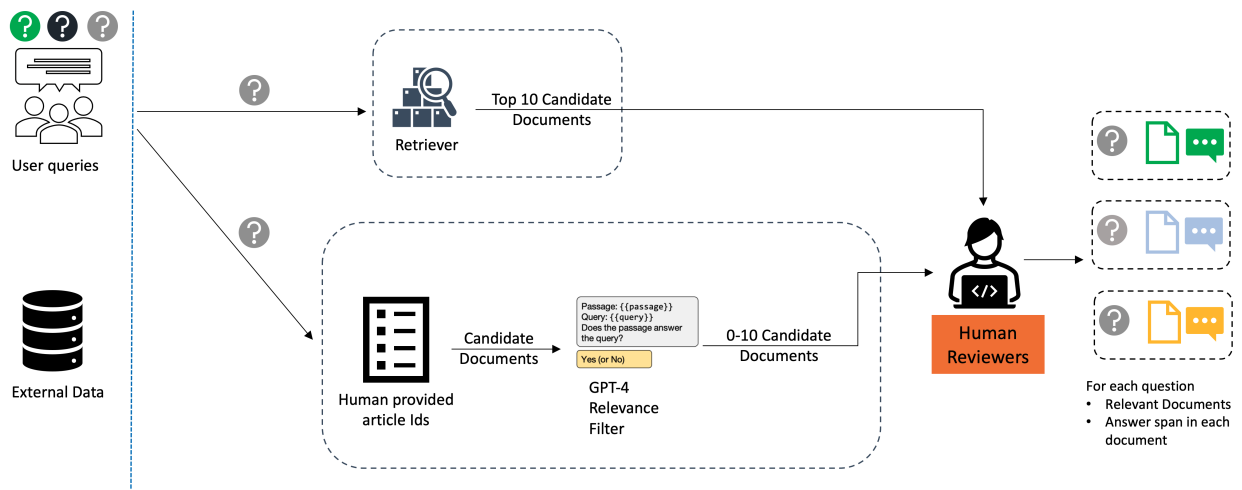 ? ? ?
User queries
External Data
?
?
Retriever
Top 10 Candidate
Documents
Human provided
article Ids
Candidate
Documents
Passage: {{passage}}
Query: {{query}}
Does the passage answer
the query?
Yes (or No)
GPT-4
Relevance
Filter
0-10 Candidate
Documents
</>
Human
Reviewers
?
?
?
For each question
• Relevant Documents
• Answer span in each
document